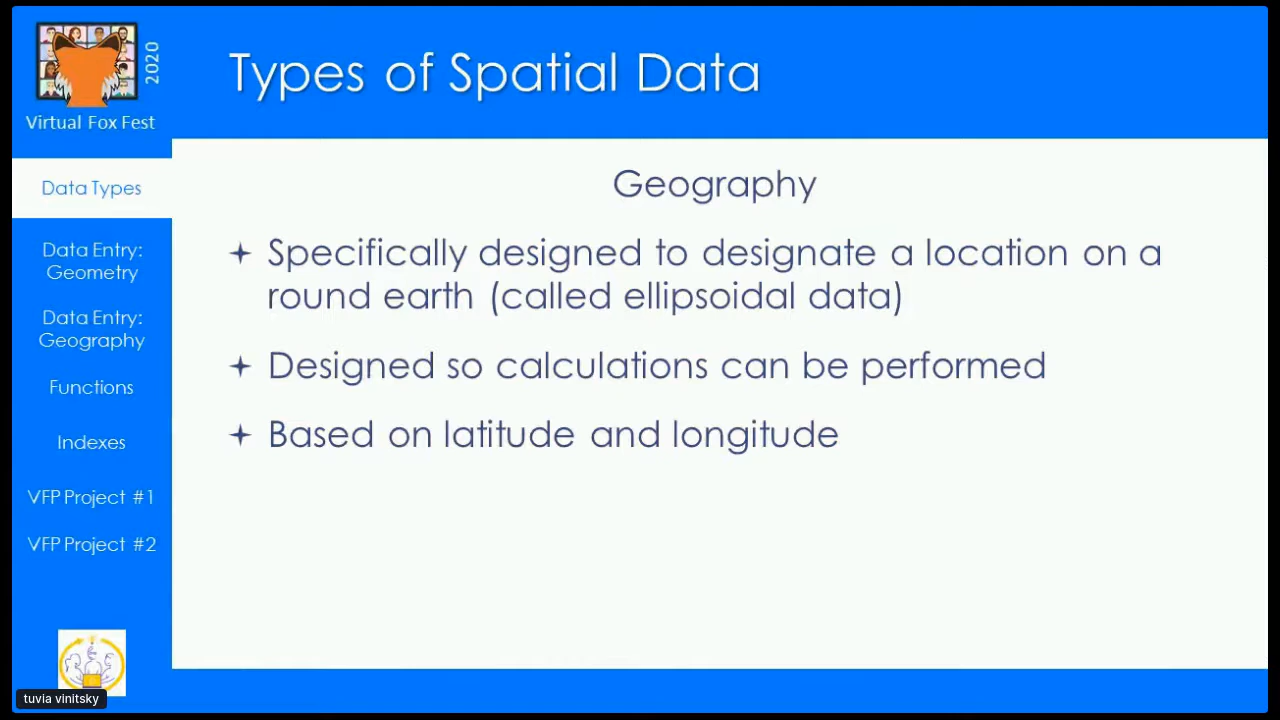 2020
Virtual Fox Fest
Types of Spatial Data
Data Types
Data Entry:
Geometry
Data Entry:
Geography
Functions
Indexes
VFP Project #1
VFP Project #2
Geography
Specifically designed to designate a location on a
round earth (called ellipsoidal data)
Designed so calculations can be performed
Based on latitude and longitude
tuvia vinitsky